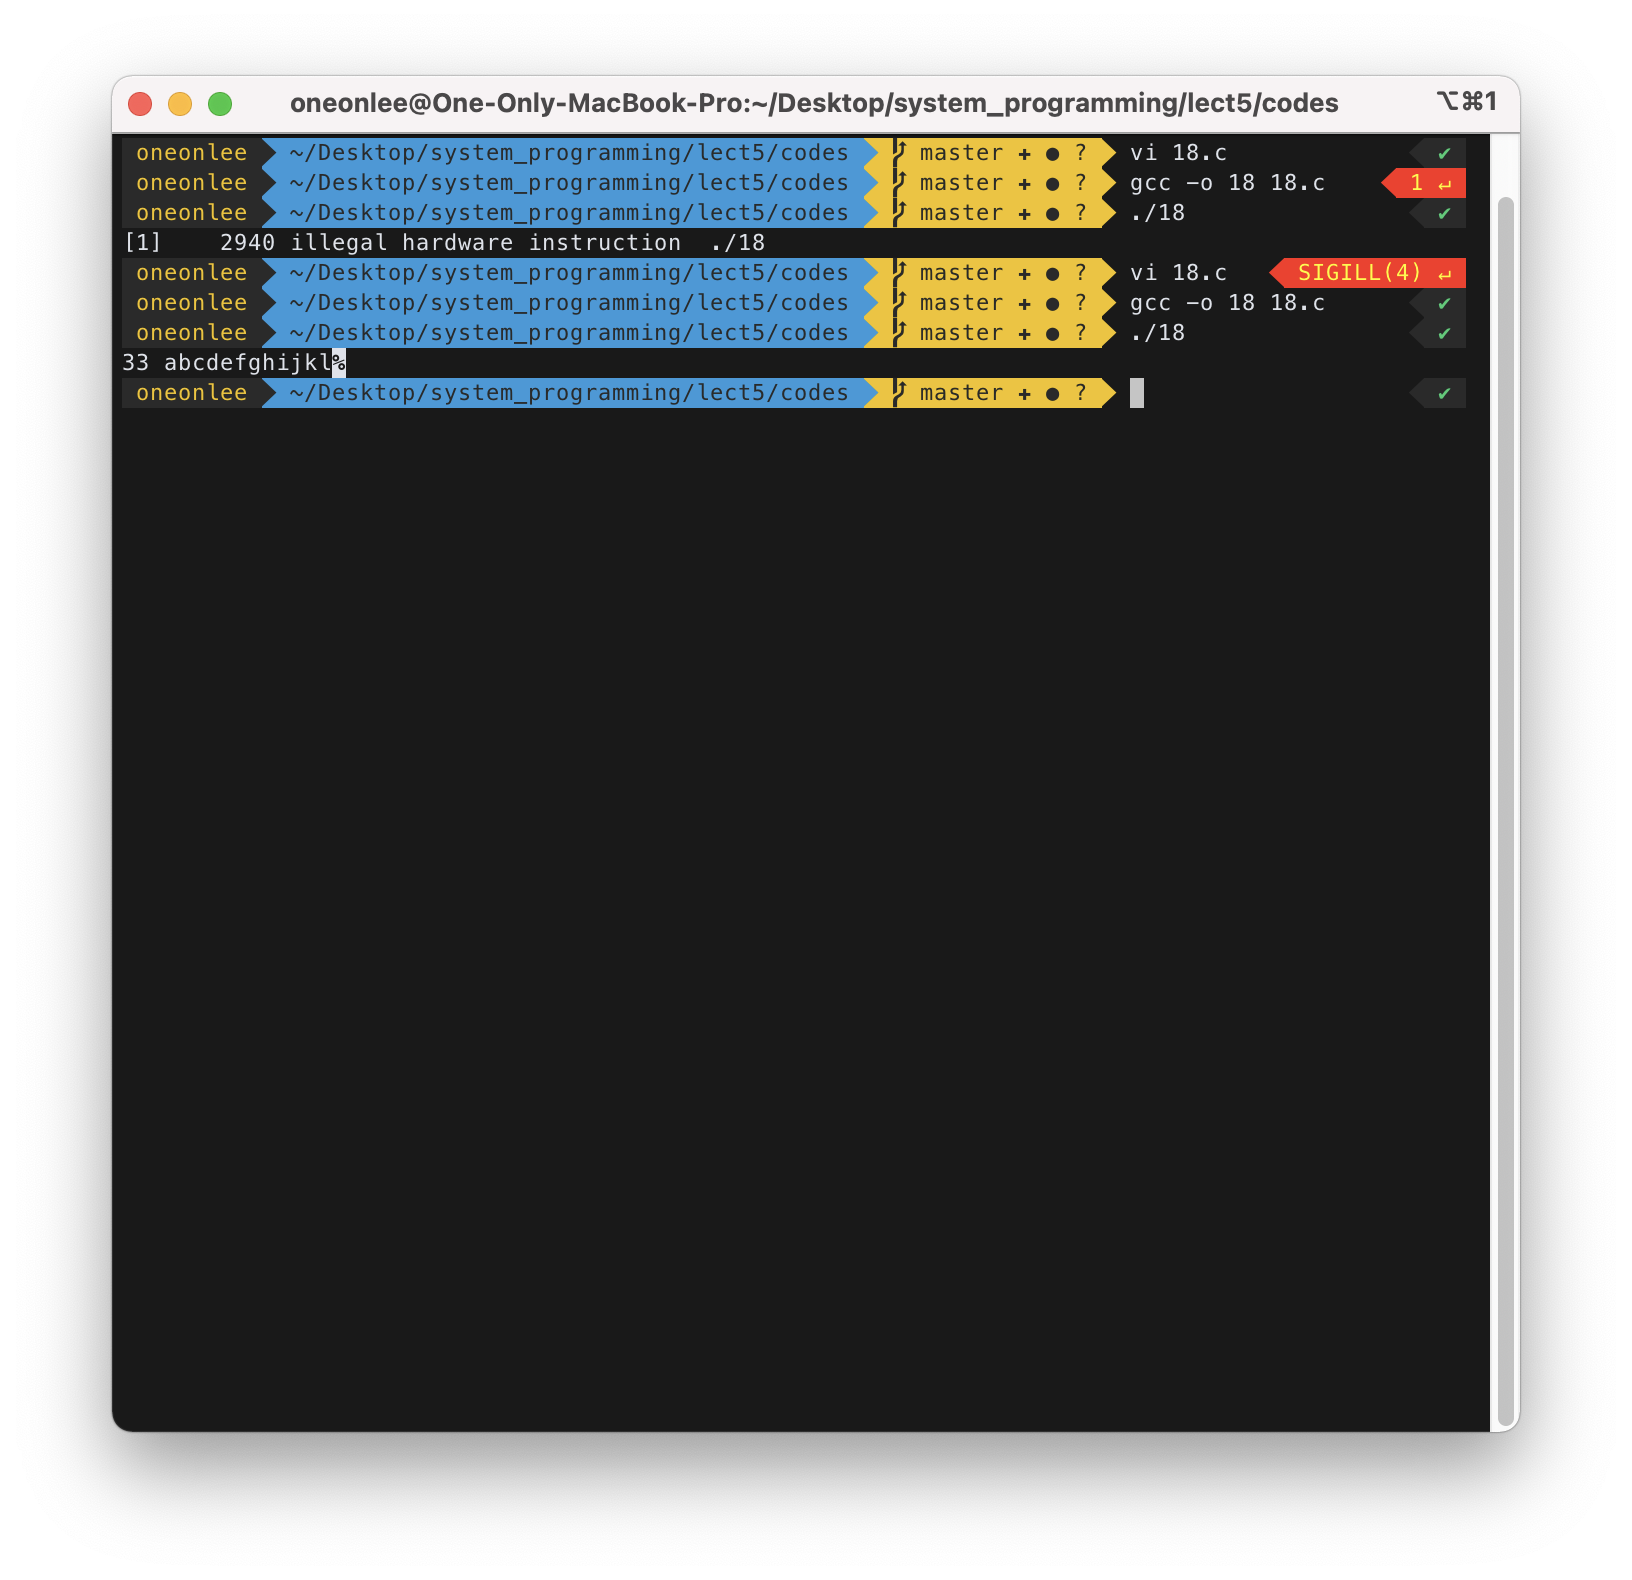 oneonlee@One-Only-MacBook-Pro:~/Desktop/system_programming/lect5/codes ⌥⌘1
oneonlee ~/Desktop/system_programming/lect5/codes master ✚ ● ? vi 18.c ✔
oneonlee ~/Desktop/system_programming/lect5/codes master ✚ ● ? gcc -o 18 18.c 1 ↵
oneonlee ~/Desktop/system_programming/lect5/codes master ✚ ● ? ./18 ✔
[1]    2940 illegal hardware instruction  ./18
oneonlee ~/Desktop/system_programming/lect5/codes master ✚ ● ? vi 18.c SIGILL(4) ↵
oneonlee ~/Desktop/system_programming/lect5/codes master ✚ ● ? gcc -o 18 18.c ✔
oneonlee ~/Desktop/system_programming/lect5/codes master ✚ ● ? ./18 ✔
33 abcdefghijkl%
oneonlee ~/Desktop/system_programming/lect5/codes master ✚ ● ? ✔